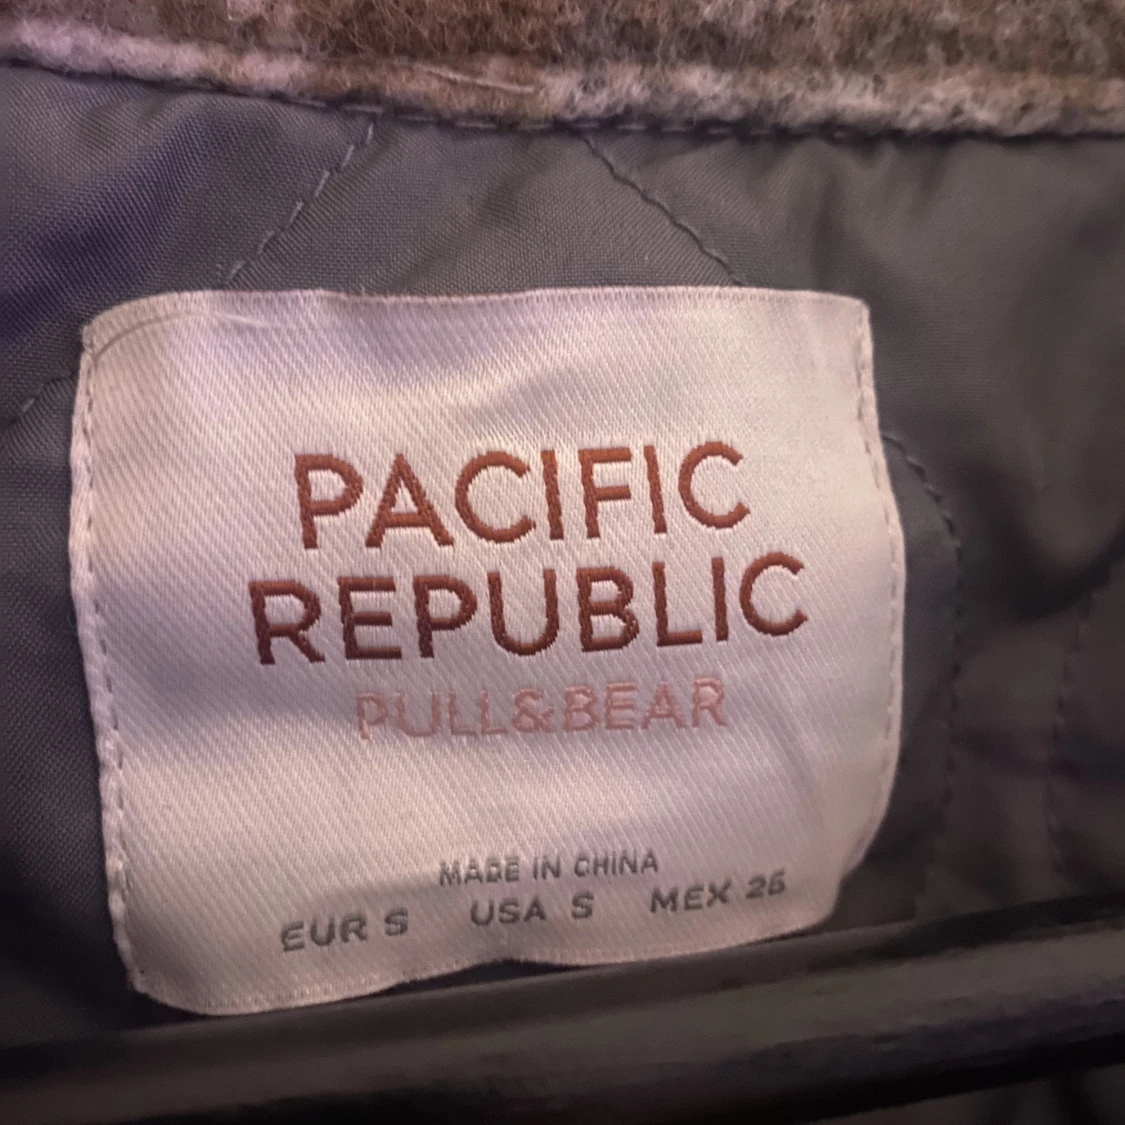 PACIFIC
REPUBLIC
PULL&BEAR
MADE IN CHINA
EUR S USA S MEX 26